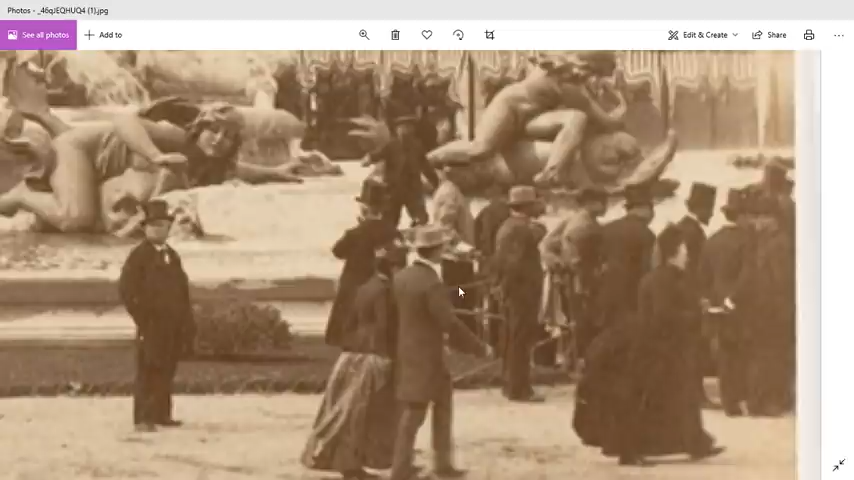 Photos - _46qJEQHUQ4 (1).jpg
See all photos
Add to
Edit & Create
Share